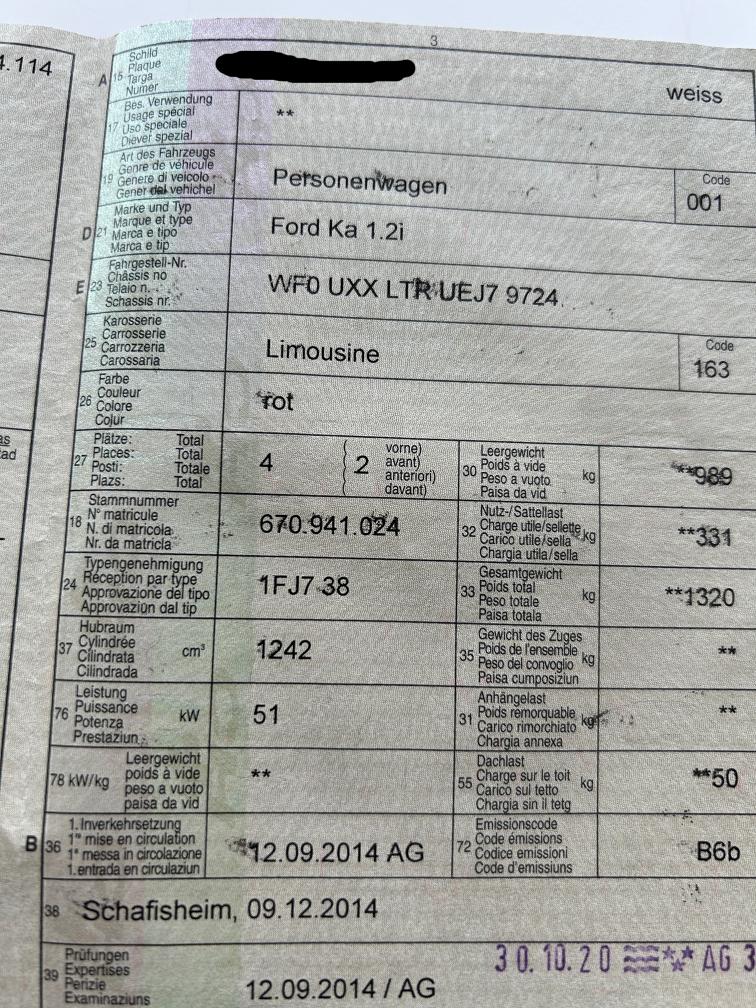 4.114
3
A 15 Schild
Plaque
Targa
Numer
weiss
17 Bes. Verwendung
Usage spécial
Uso speciale
Diever spezial
**
19 Art des Fahrzeugs
Genre de véhicule
Genere di veicolo
Gener dal vehichel
Personenwagen
Code
001
D 21 Marke und Typ
Marque et type
Marca e tipo
Marca e tip
Ford Ka 1.2i
E 23 Fahrgestell-Nr.
Châssis no
Telaio n.
Schassis nr.
WF0 UXX LTR UEJ7 9724
25 Karosserie
Carrosserie
Carrozzeria
Carossaria
Limousine
Code
163
26 Farbe
Couleur
Colore
Colur
rot
27 Plätze: Total
Places: Total
Posti: Totale
Plazs: Total
4
2
vorne)
avant)
anteriori)
davant)
30 Leergewicht
Poids à vide
Peso a vuoto
Paisa da vid
kg
**989
18 Stammnummer
N° matricule
N. di matricola
Nr. da matricla
670.941.024
32 Nutz-/Sattellast
Charge utile/sellette
Carico utile/sella
Chargia utila/sella
kg
**331
24 Typengenehmigung
Réception par type
Approvazione del tipo
Approvaziun dal tip
1FJ7 38
33 Gesamtgewicht
Poids total
Peso totale
Paisa totala
kg
**1320
37 Hubraum
Cylindrée
Cilindrata
Cilindrada
cm³
1242
35 Gewicht des Zuges
Poids de l'ensemble
Peso del convoglio
Paisa cumposiziun
kg
**
76 Leistung
Puissance
Potenza
Prestaziun
kW
51
31 Anhängelast
Poids remorquable
Carico rimorchiato
Chargia annexa
kg
**
78 kW/kg
Leergewicht
poids à vide
peso a vuoto
paisa da vid
**
55 Dachlast
Charge sur le toit
Carico sul tetto
Chargia sin il tetg
kg
**50
B 36 1. Inverkehrsetzung
1re mise en circulation
1a messa in circolazione
1. entrada en circulaziun
12.09.2014 AG
72 Emissionscode
Code émissions
Codice emissioni
Code d'emissiuns
B6b
38 Schafisheim, 09.12.2014
39 Prüfungen
Expertises
Perizie
Examinaziuns
30.10.20 AG 3
12.09.2014 / AG